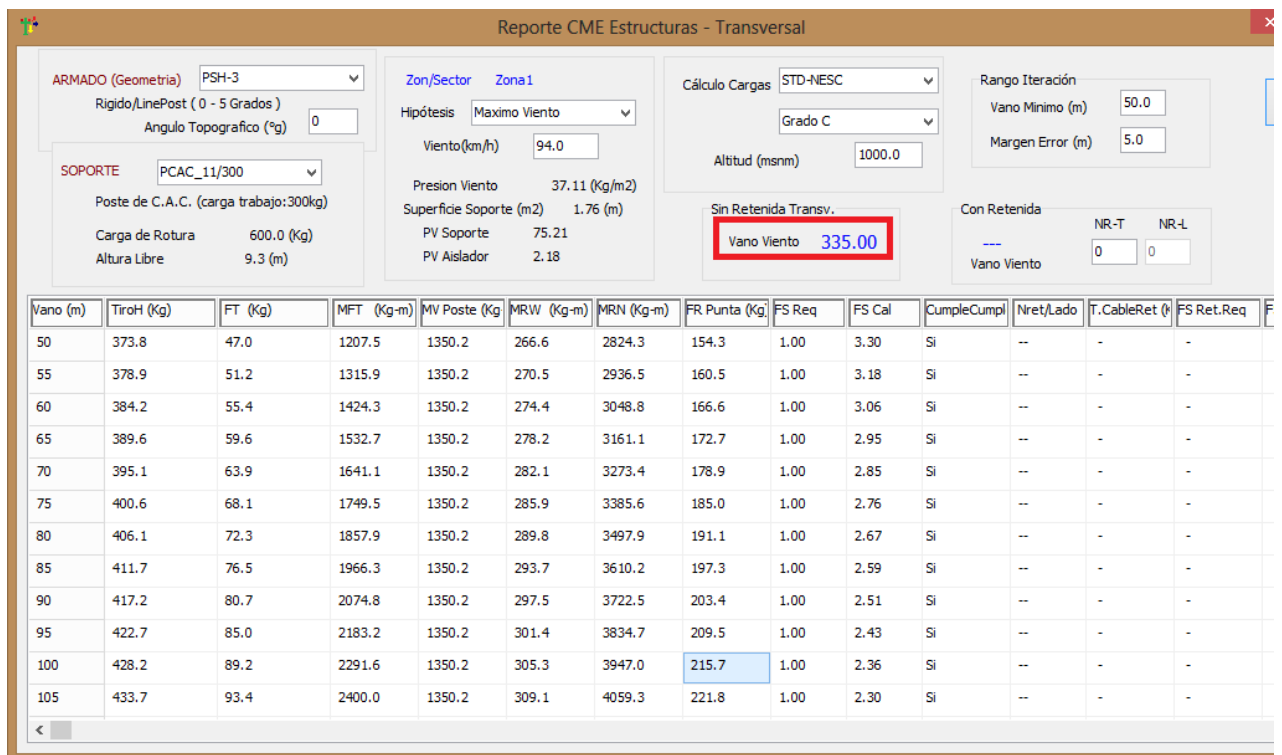 Reporte CME Estructuras - Transversal
ARMADO (Geometria) PSH-3
Rigido/LinePost ( 0 - 5 Grados )
Angulo Topografico (ºg) 0
SOPORTE PCAC_11/300
Poste de C.A.C. (carga trabajo:300kg)
Carga de Rotura 600.0 (Kg)
Altura Libre 9.3 (m)
Zon/Sector Zona1
Hipótesis Maximo Viento
Viento(km/h) 94.0
Presion Viento 37.11 (Kg/m2)
Superficie Soporte (m2) 1.76 (m)
PV Soporte 75.21
PV Aislador 2.18
Cálculo Cargas STD-NESC
Grado C
Altitud (msnm) 1000.0
Sin Retenida Transv.
Vano Viento 335.00
Rango Iteración
Vano Minimo (m) 50.0
Margen Error (m) 5.0
Con Retenida
NR-T NR-L
---
Vano Viento 0 0
Vano (m) TiroH (Kg) FT (Kg) MFT (Kg-m) MV Poste (Kg MRW (Kg-m) MRN (Kg-m) FR Punta (Kg) FS Req FS Cal CumpleCumpl Nret/Lado T.CableRet (K FS Ret.Req F
50 373.8 47.0 1207.5 1350.2 266.6 2824.3 154.3 1.00 3.30 Si -- - -
55 378.9 51.2 1315.9 1350.2 270.5 2936.5 160.5 1.00 3.18 Si -- - -
60 384.2 55.4 1424.3 1350.2 274.4 3048.8 166.6 1.00 3.06 Si -- - -
65 389.6 59.6 1532.7 1350.2 278.2 3161.1 172.7 1.00 2.95 Si -- - -
70 395.1 63.9 1641.1 1350.2 282.1 3273.4 178.9 1.00 2.85 Si -- - -
75 400.6 68.1 1749.5 1350.2 285.9 3385.6 185.0 1.00 2.76 Si -- - -
80 406.1 72.3 1857.9 1350.2 289.8 3497.9 191.1 1.00 2.67 Si -- - -
85 411.7 76.5 1966.3 1350.2 293.7 3610.2 197.3 1.00 2.59 Si -- - -
90 417.2 80.7 2074.8 1350.2 297.5 3722.5 203.4 1.00 2.51 Si -- - -
95 422.7 85.0 2183.2 1350.2 301.4 3834.7 209.5 1.00 2.43 Si -- - -
100 428.2 89.2 2291.6 1350.2 305.3 3947.0 215.7 1.00 2.36 Si -- - -
105 433.7 93.4 2400.0 1350.2 309.1 4059.3 221.8 1.00 2.30 Si -- - -